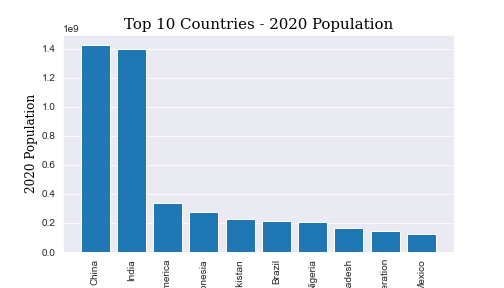 Top 10 Countries - 2020 Population
1e9
1.4
1.2
1.0
0.8
0.6
0.4
0.2
0.0
2020 Population
China
India
merica
onesia
kistan
Brazil
ligeria
adesh
eration
Mexico